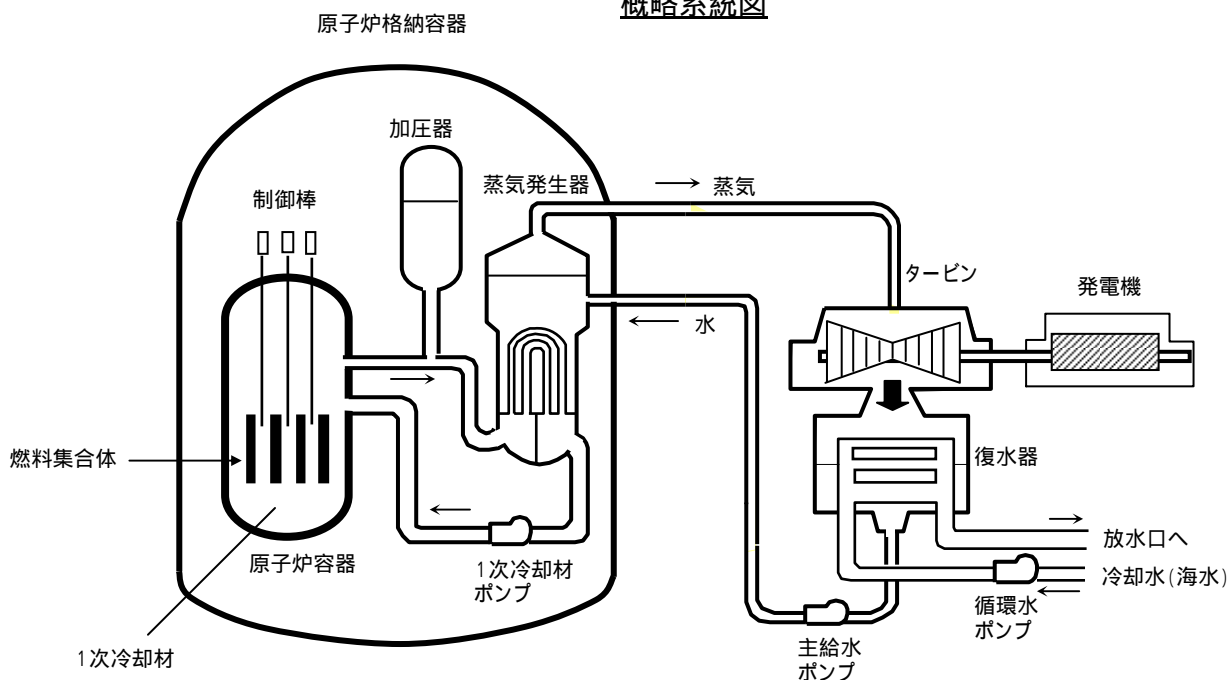 概略系統図
原子炉格納容器
加圧器
蒸気発生器
蒸気
制御棒
タービン
発電機
水
燃料集合体
復水器
放水口へ
冷却水(海水)
原子炉容器
1次冷却材
ポンプ
循環水
ポンプ
主給水
ポンプ
1次冷却材